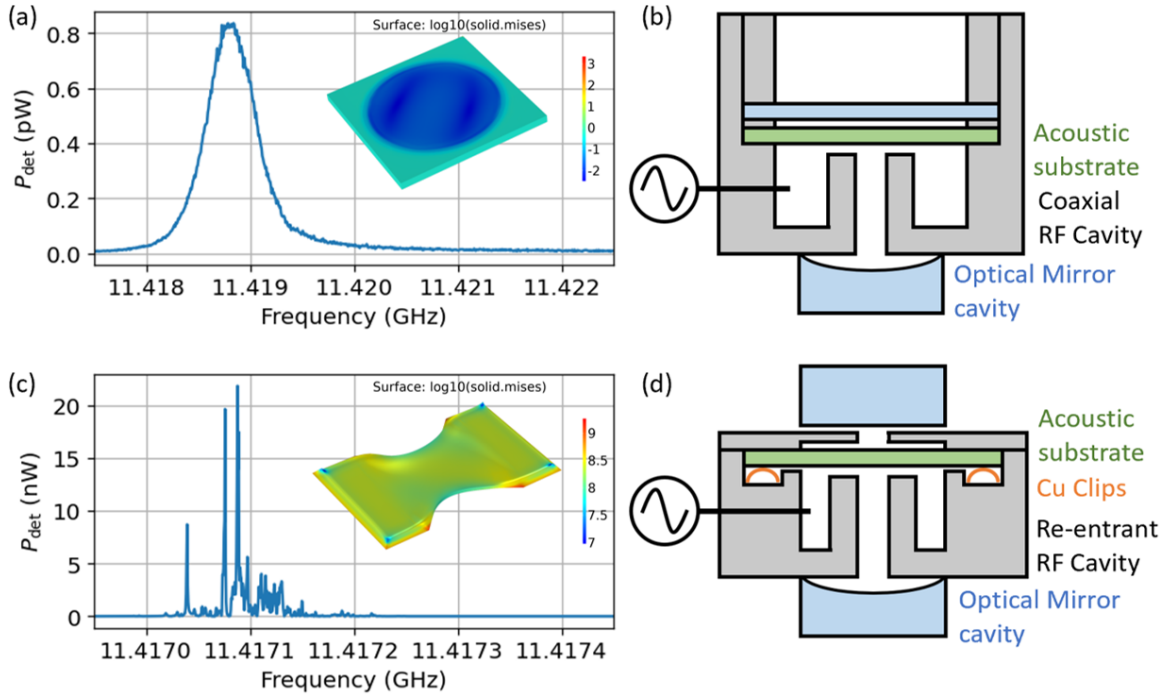 (a)
Surface: log10(solid.mises)
0.8
0.6
0.4
0.2
0.0
P_det (pW)
3
2
1
0
-1
-2
11.418 11.419 11.420 11.421 11.422
Frequency (GHz)
(b)
Acoustic
substrate
Coaxial
RF Cavity
Optical Mirror
cavity
(c)
Surface: log10(solid.mises)
20
15
10
5
0
P_det (nW)
9
8.5
8
7.5
7
11.4170 11.4171 11.4172 11.4173 11.4174
Frequency (GHz)
(d)
Acoustic
substrate
Cu Clips
Re-entrant
RF Cavity
Optical Mirror
cavity